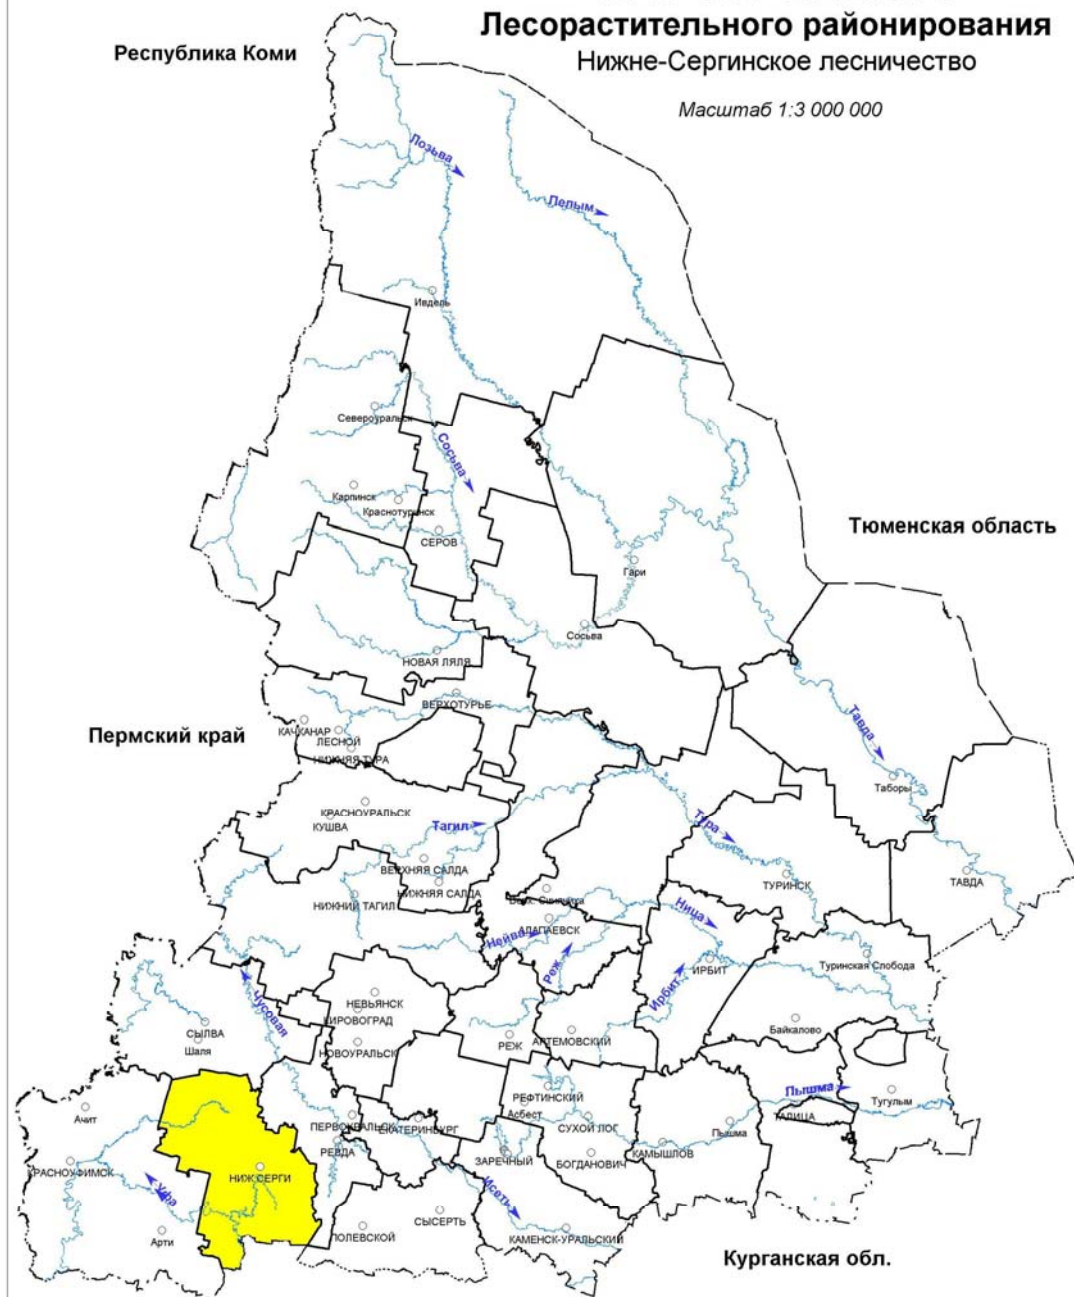 Лесорастительного районирования
Нижне-Сергинское лесничество
Масштаб 1:3 000 000
Республика Коми
Лозьва
Пелым
Ивдель
Североуральск
Сосьва
Карпинск
Краснотурьинск
СЕРОВ
Тюменская область
Гари
Сосьва
НОВАЯ ЛЯЛЯ
ВЕРХОТУРЬЕ
КАЧКАНАР
ЛЕСНОЙ
НИЖНЯЯ ТУРА
Пермский край
Тавда
Таборы
КРАСНОУРАЛЬСК
КУШВА
Тагил
Тура
ВЕРХНЯЯ САЛДА
НИЖНЯЯ САЛДА
НИЖНИЙ ТАГИЛ
ТУРИНСК
ТАВДА
Ница
АЛАПАЕВСК
Нейва
Реж
Ирбит
ИРБИТ
Туринская Слобода
НЕВЬЯНСК
КИРОВОГРАД
Чусовая
СЫЛВА
Шаля
НОВОУРАЛЬСК
РЕЖ
АРТЕМОВСКИЙ
Байкалово
РЕФТИНСКИЙ
Асбест
Пышма
Тугулым
ТАЛИЦА
Ачит
ПЕРВОУРАЛЬСК
ЕКАТЕРИНБУРГ
СУХОЙ ЛОГ
Пышма
РЕВДА
ЗАРЕЧНЫЙ
БОГДАНОВИЧ
КАМЫШЛОВ
КРАСНОУФИМСК
НИЖ.СЕРГИ
Уфа
Исеть
Арти
СЫСЕРТЬ
ПОЛЕВСКОЙ
КАМЕНСК-УРАЛЬСКИЙ
Курганская обл.